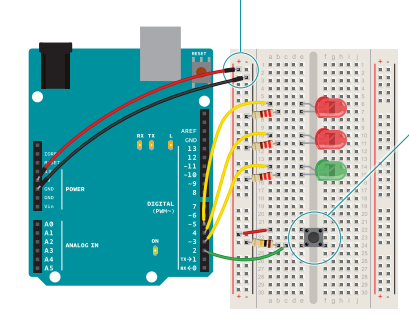 RESET
RX TX L
AREF
GND
13
12
~11
~10
~9
8
7
~6
~5
4
~3
2
TX→1
RX←0
DIGITAL
(PWM~)
IOREF
RESET
POWER
GND
GND
Vin
A0
A1
A2
A3
A4
A5
ANALOG IN
ON
a b c d e
f g h i j
a b c d e
f g h i j